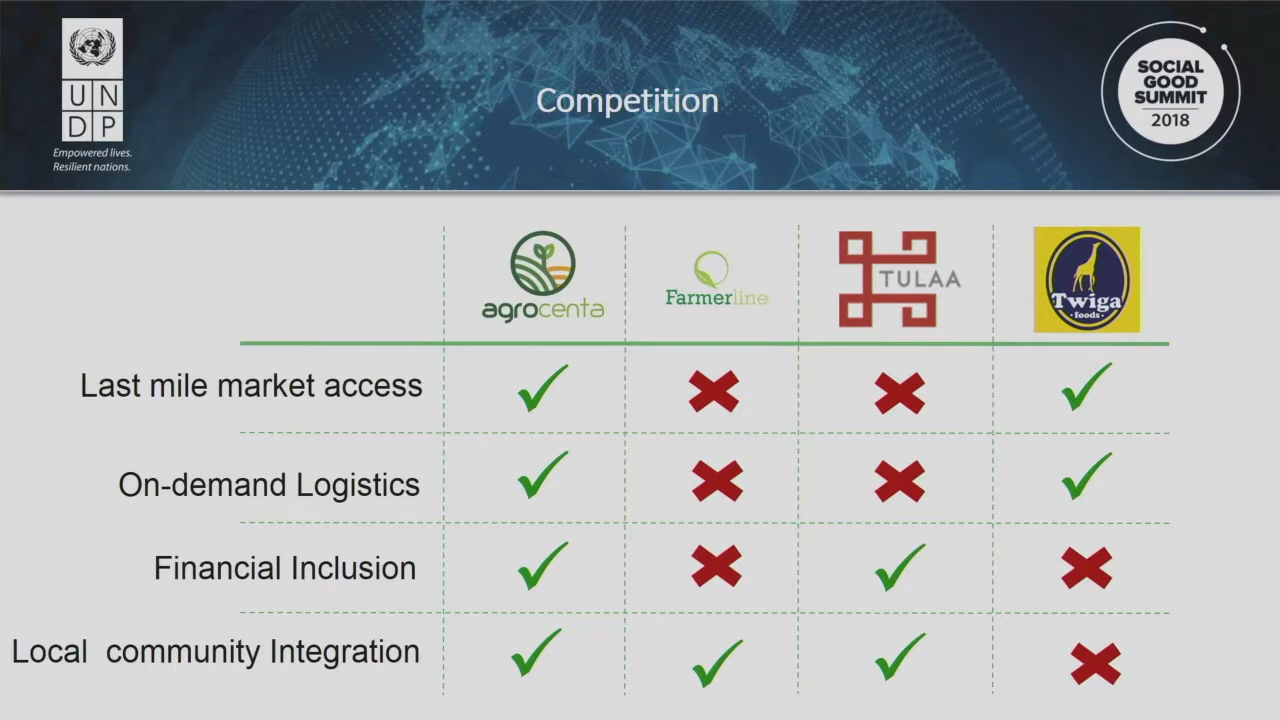 UN
DP
Empowered lives.
Resilient nations.
Competition
SOCIAL
GOOD
SUMMIT
2018
agrocenta
Farmerline
TULAA
Twiga
foods
Last mile market access
On-demand Logistics
Financial Inclusion
Local community Integration